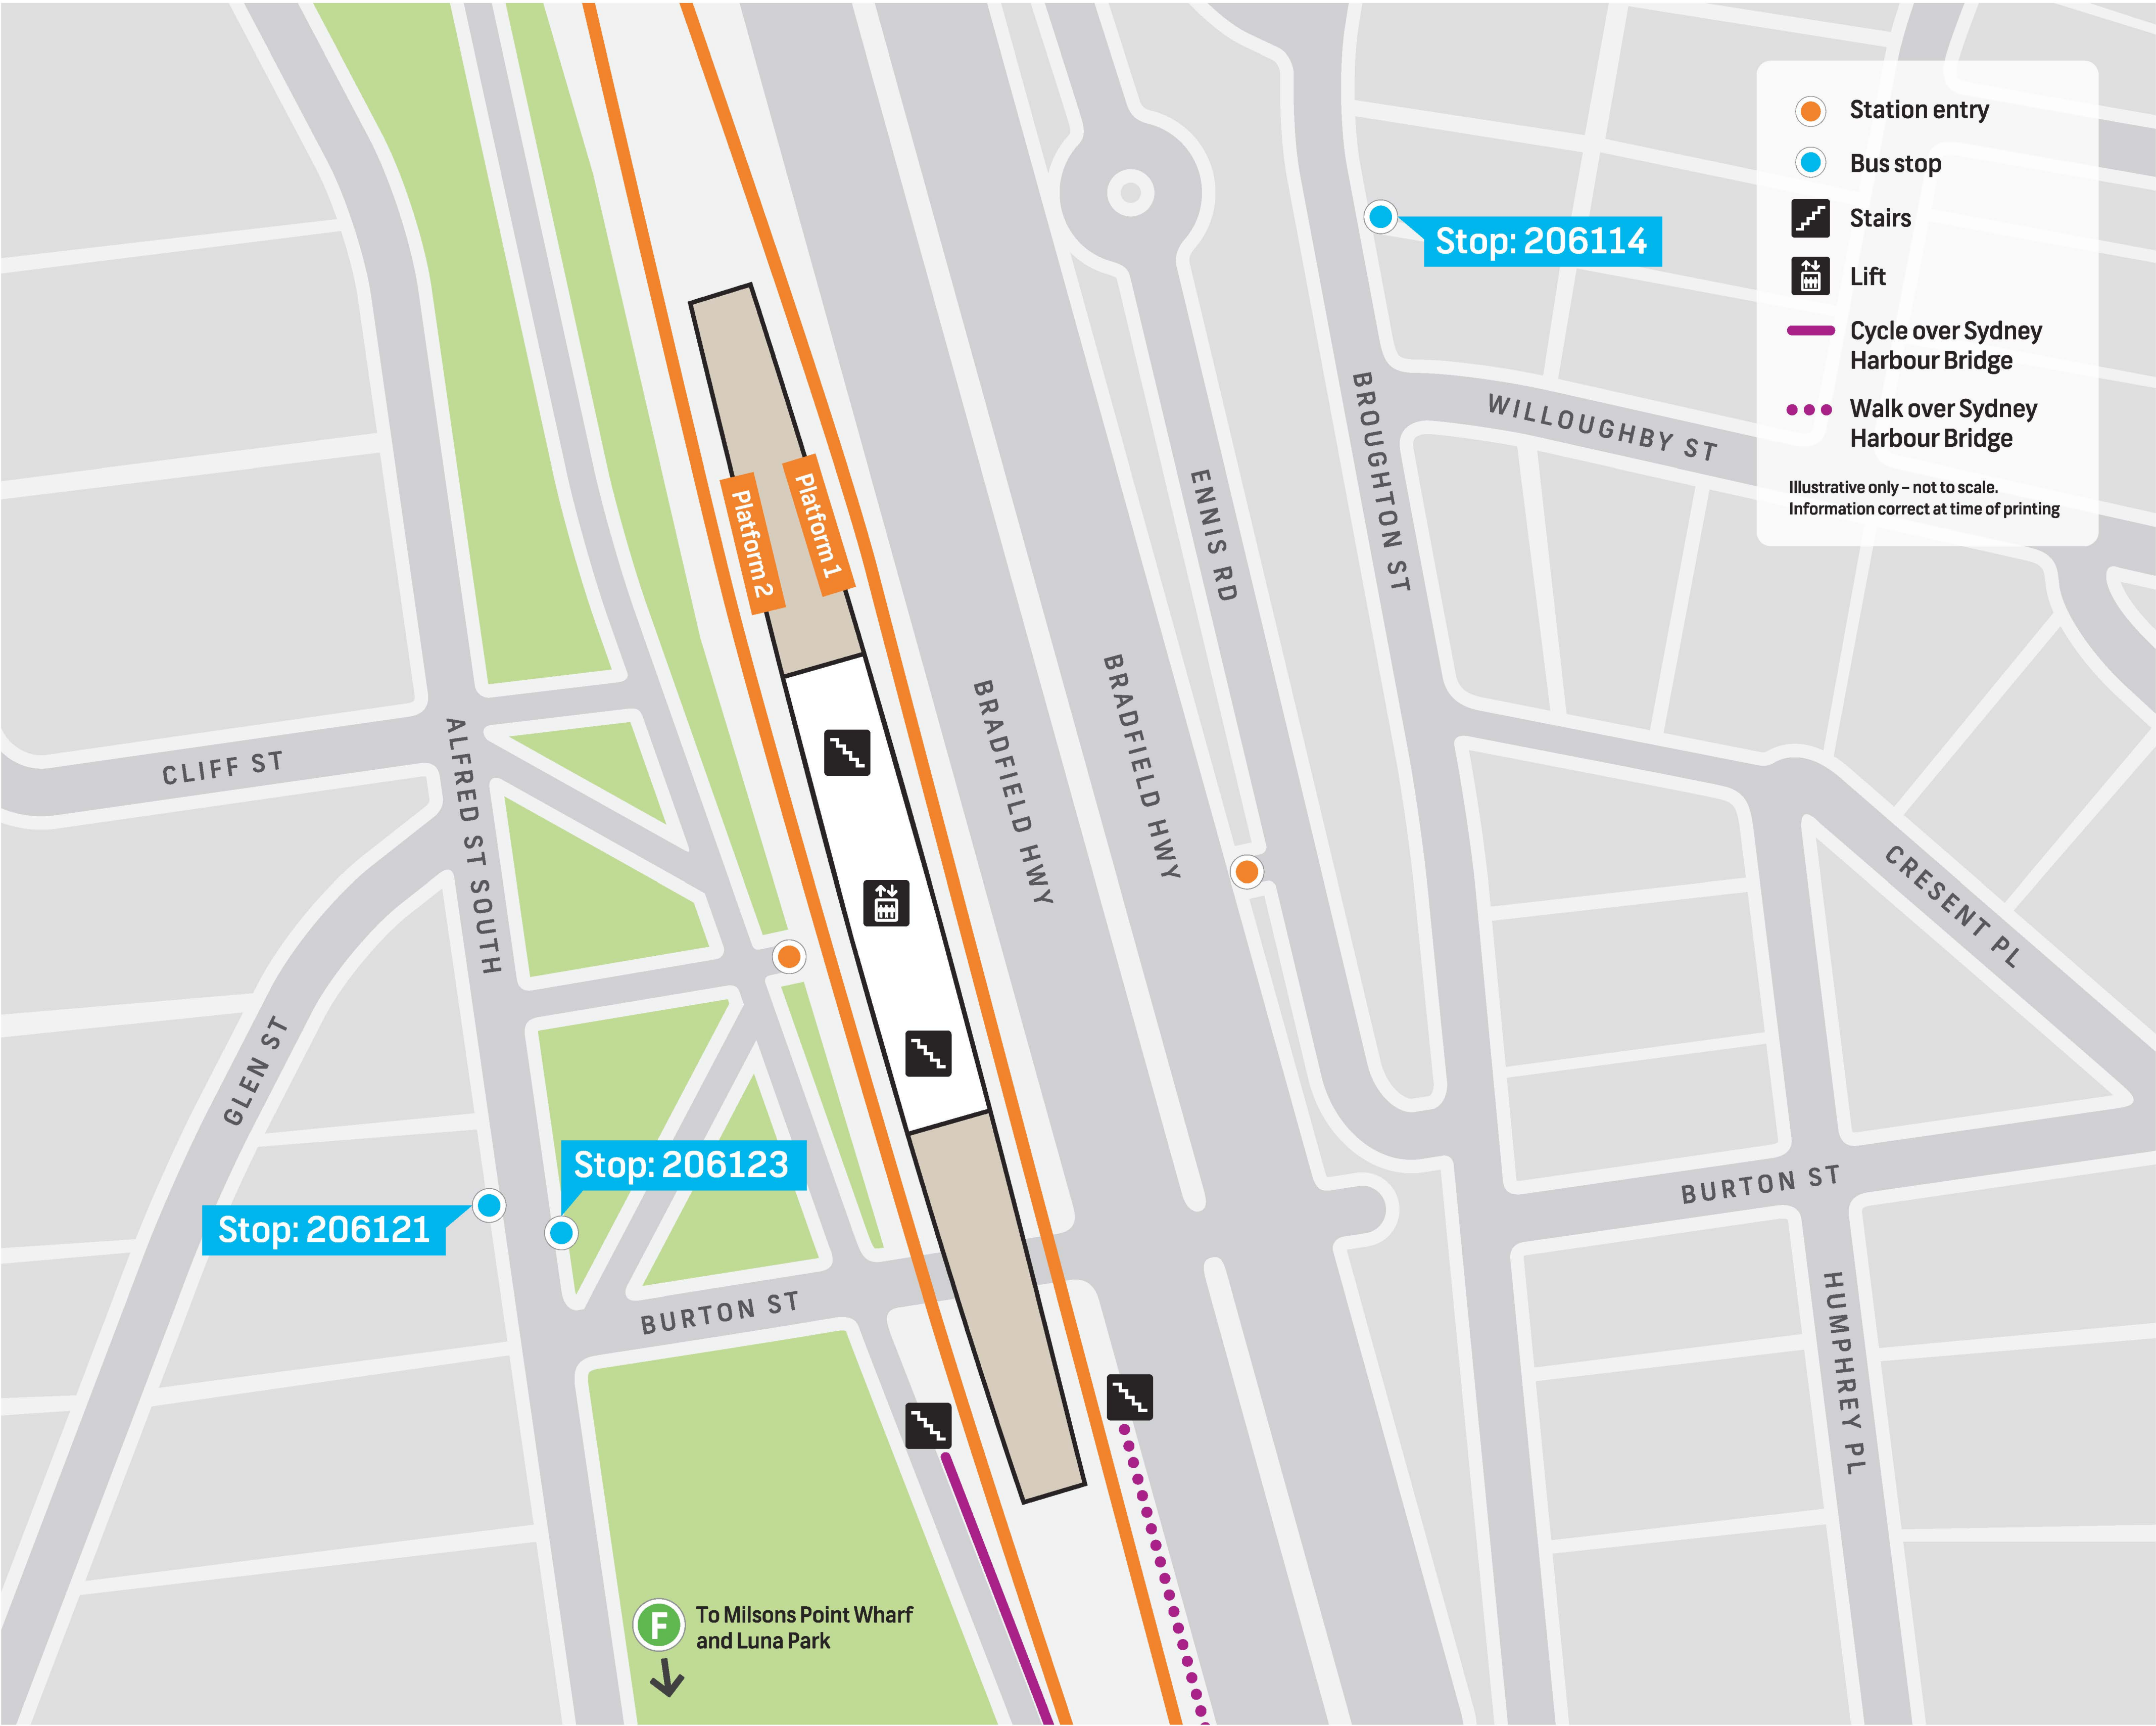 Station entry
Bus stop
Stairs
Lift
Cycle over Sydney
Harbour Bridge
Walk over Sydney
Harbour Bridge
Illustrative only – not to scale.
Information correct at time of printing
Stop: 206114
WILLOUGHBY ST
BROUGHTON ST
ENNIS RD
Platform 1
Platform 2
BRADFIELD HWY
BRADFIELD HWY
CLIFF ST
ALFRED ST SOUTH
CRESENT PL
GLEN ST
Stop: 206123
Stop: 206121
BURTON ST
BURTON ST
HUMPHREY PL
F
To Milsons Point Wharf
and Luna Park